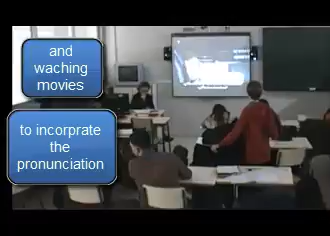 and
waching
movies
to incorprate
the
pronunciation